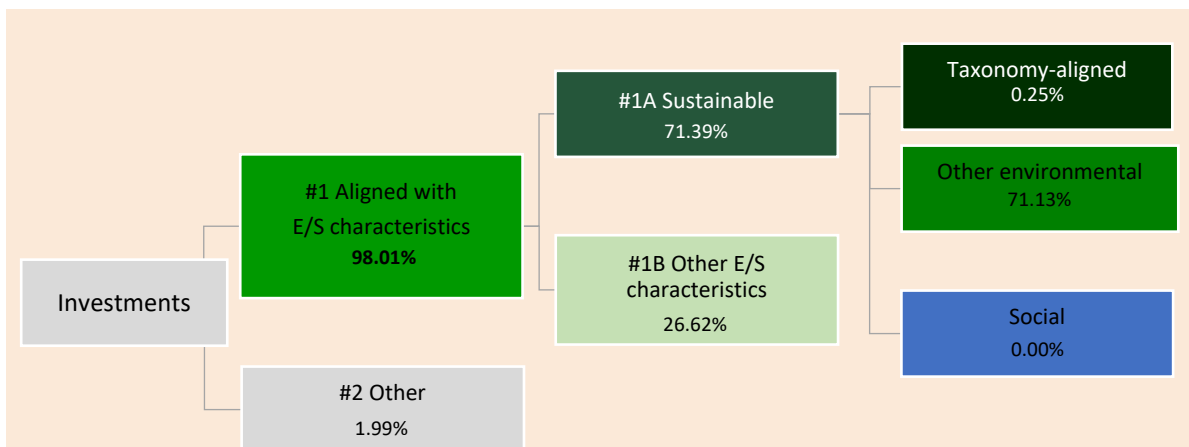 Investments
#1 Aligned with
E/S characteristics
98.01%
#2 Other
1.99%
#1A Sustainable
71.39%
#1B Other E/S
characteristics
26.62%
Taxonomy-aligned
0.25%
Other environmental
71.13%
Social
0.00%